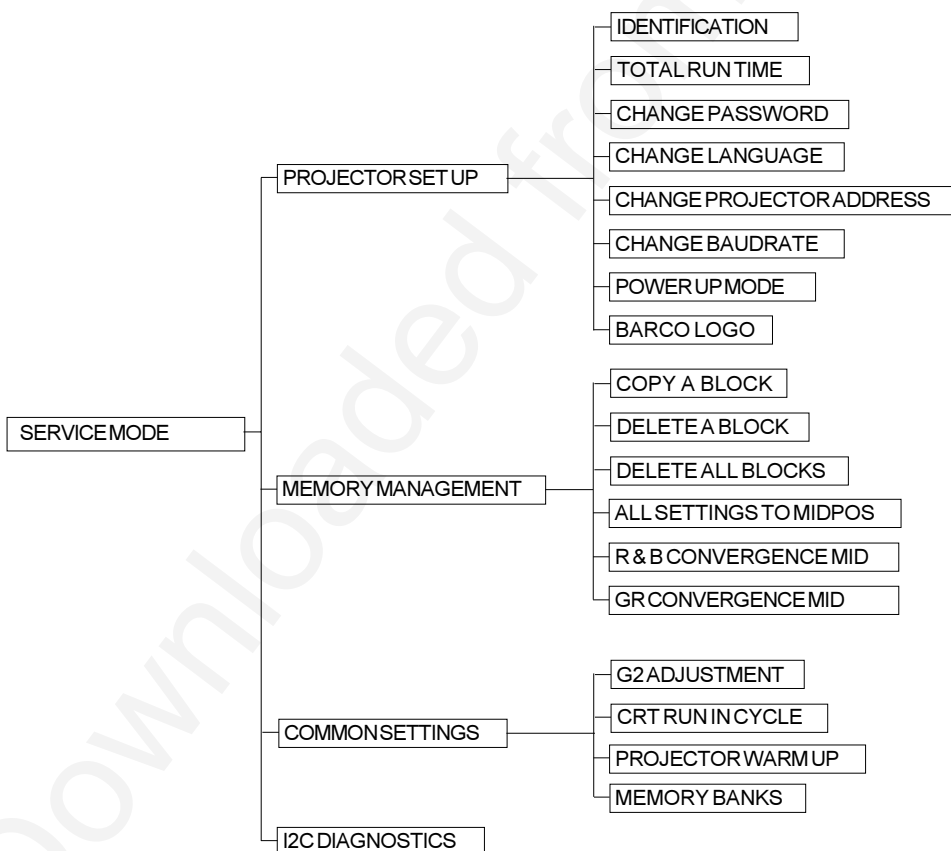 SERVICE MODE
PROJECTOR SET UP
IDENTIFICATION
TOTAL RUN TIME
CHANGE PASSWORD
CHANGE LANGUAGE
CHANGE PROJECTOR ADDRESS
CHANGE BAUDRATE
POWER UP MODE
BARCO LOGO
MEMORY MANAGEMENT
COPY A BLOCK
DELETE A BLOCK
DELETE ALL BLOCKS
ALL SETTINGS TO MIDPOS
R & B CONVERGENCE MID
GR CONVERGENCE MID
COMMON SETTINGS
G2 ADJUSTMENT
CRT RUN IN CYCLE
PROJECTOR WARM UP
MEMORY BANKS
I2C DIAGNOSTICS
Downloaded from